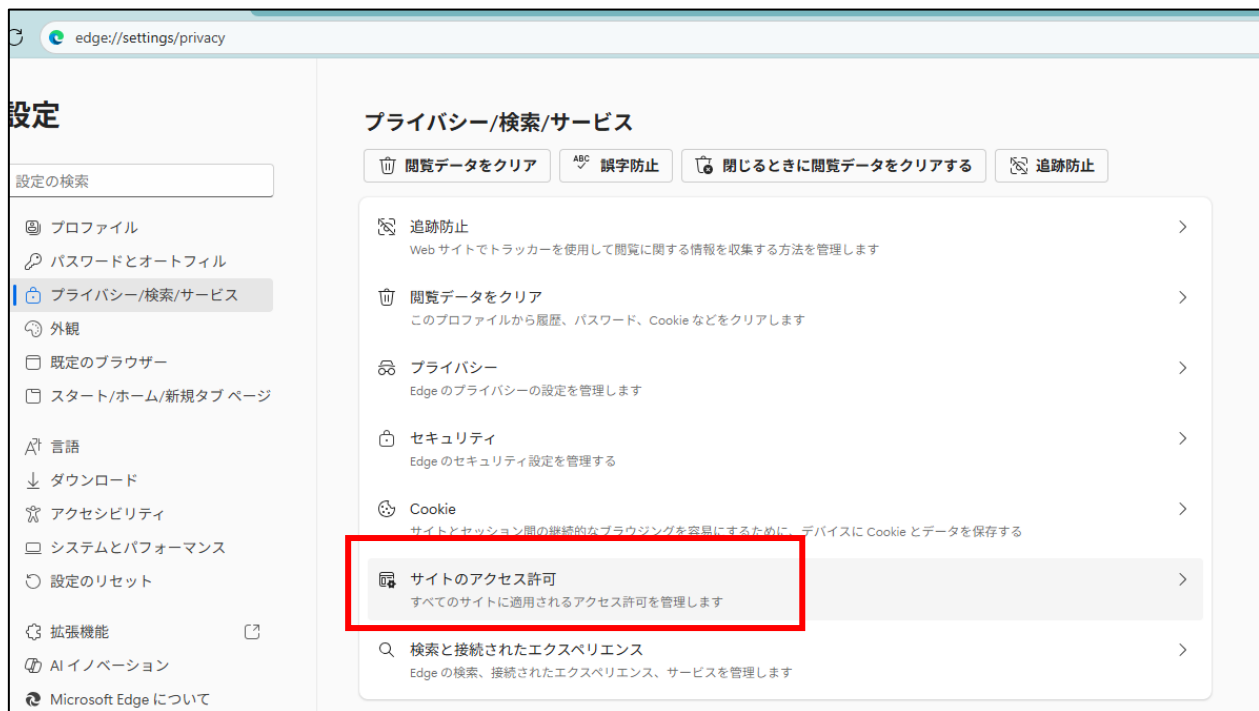 edge://settings/privacy
設定
設定の検索
プロファイル
パスワードとオートフィル
プライバシー/検索/サービス
外観
既定のブラウザー
スタート/ホーム/新規タブ ページ
言語
ダウンロード
アクセシビリティ
システムとパフォーマンス
設定のリセット
拡張機能
AI イノベーション
Microsoft Edge について
プライバシー/検索/サービス
閲覧データをクリア
ABC 誤字防止
閉じるときに閲覧データをクリアする
追跡防止
追跡防止
Web サイトでトラッカーを使用して閲覧に関する情報を収集する方法を管理します
閲覧データをクリア
このプロファイルから履歴、パスワード、Cookie などをクリアします
プライバシー
Edge のプライバシーの設定を管理します
セキュリティ
Edge のセキュリティ設定を管理する
Cookie
サイトとセッション間の継続的なブラウジングを容易にするために、デバイスに Cookie とデータを保存する
サイトのアクセス許可
すべてのサイトに適用されるアクセス許可を管理します
検索と接続されたエクスペリエンス
Edge の検索、接続されたエクスペリエンス、サービスを管理します